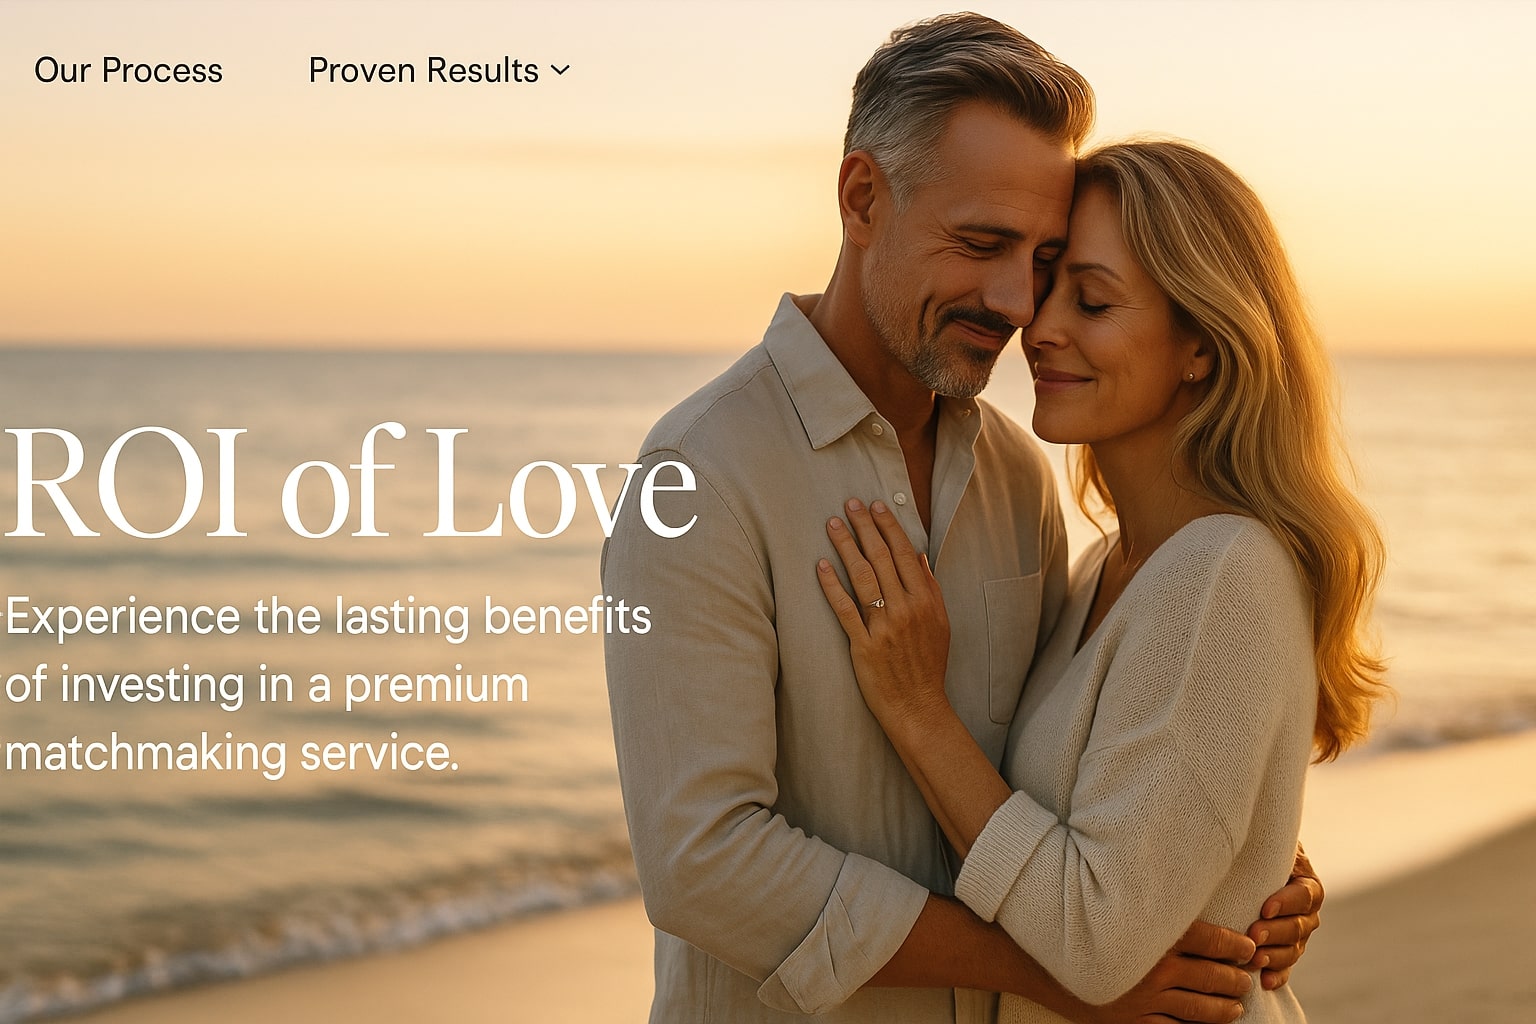 Our Process
Proven Results
ROI of Love
Experience the lasting benefits
of investing in a premium
matchmaking service.